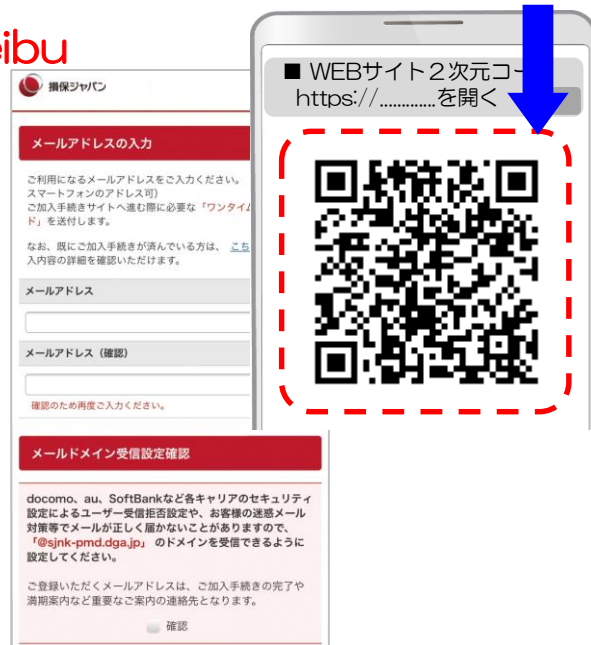 eibu
損保ジャパン
メールアドレスの入力
ご利用になるメールアドレスをご入力ください。
スマートフォンのアドレス可)
ご加入手続きサイトへ進む際に必要な「ワンタイム
ド」を送付します。
なお、既にご加入手続きが済んでいる方は、こち
入内容の詳細を確認いただけます。
メールアドレス
メールアドレス(確認)
確認のため再度ご入力ください。
メールドメイン受信設定確認
docomo、au、SoftBankなど各キャリアのセキュリティ
設定によるユーザー受信拒否設定や、お客様の迷惑メール
対策等でメールが正しく届かないことがありますので、
「@sjnk-pmd.dga.jp」 のドメインを受信できるように
設定してください。
ご登録いただくメールアドレスは、ご加入手続きの完了や
満期案内など重要なご案内の連絡先となります。
確認
■ WEBサイト2次元コー
https://.............を開く